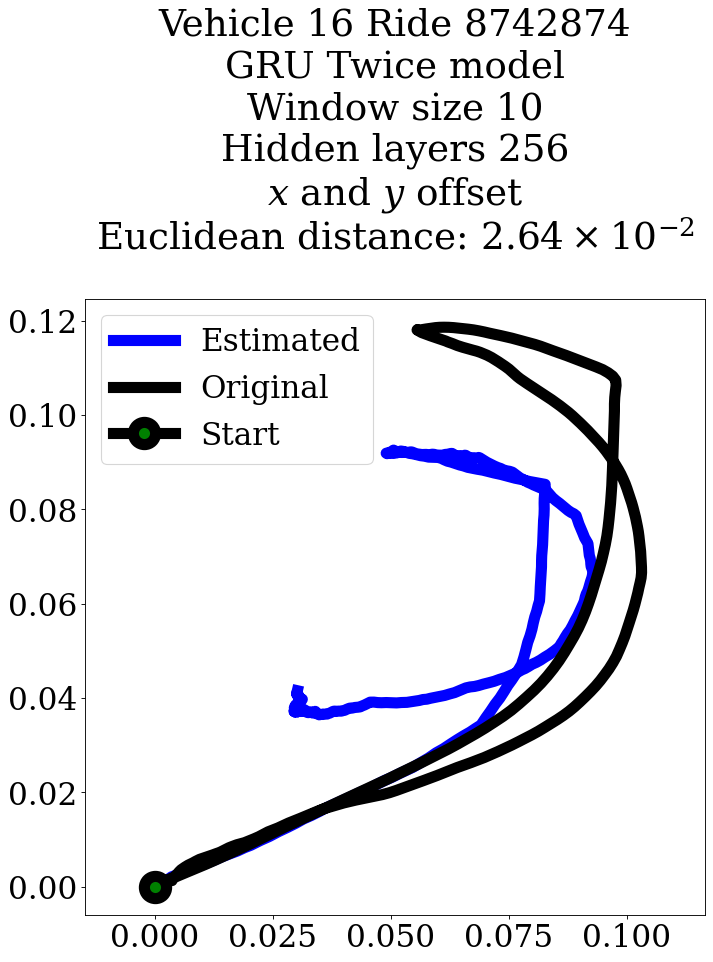 Vehicle 16 Ride 8742874
GRU Twice model
Window size 10
Hidden layers 256
x and y offset
Euclidean distance: 2.64 × 10⁻²
Estimated
Original
Start
0.12
0.10
0.08
0.06
0.04
0.02
0.00
0.000 0.025 0.050 0.075 0.100